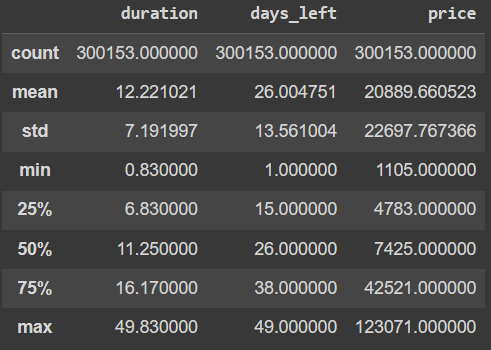 duration days_left price
count 300153.000000 300153.000000 300153.000000
mean 12.221021 26.004751 20889.660523
std 7.191997 13.561004 22697.767366
min 0.830000 1.000000 1105.000000
25% 6.830000 15.000000 4783.000000
50% 11.250000 26.000000 7425.000000
75% 16.170000 38.000000 42521.000000
max 49.830000 49.000000 123071.000000